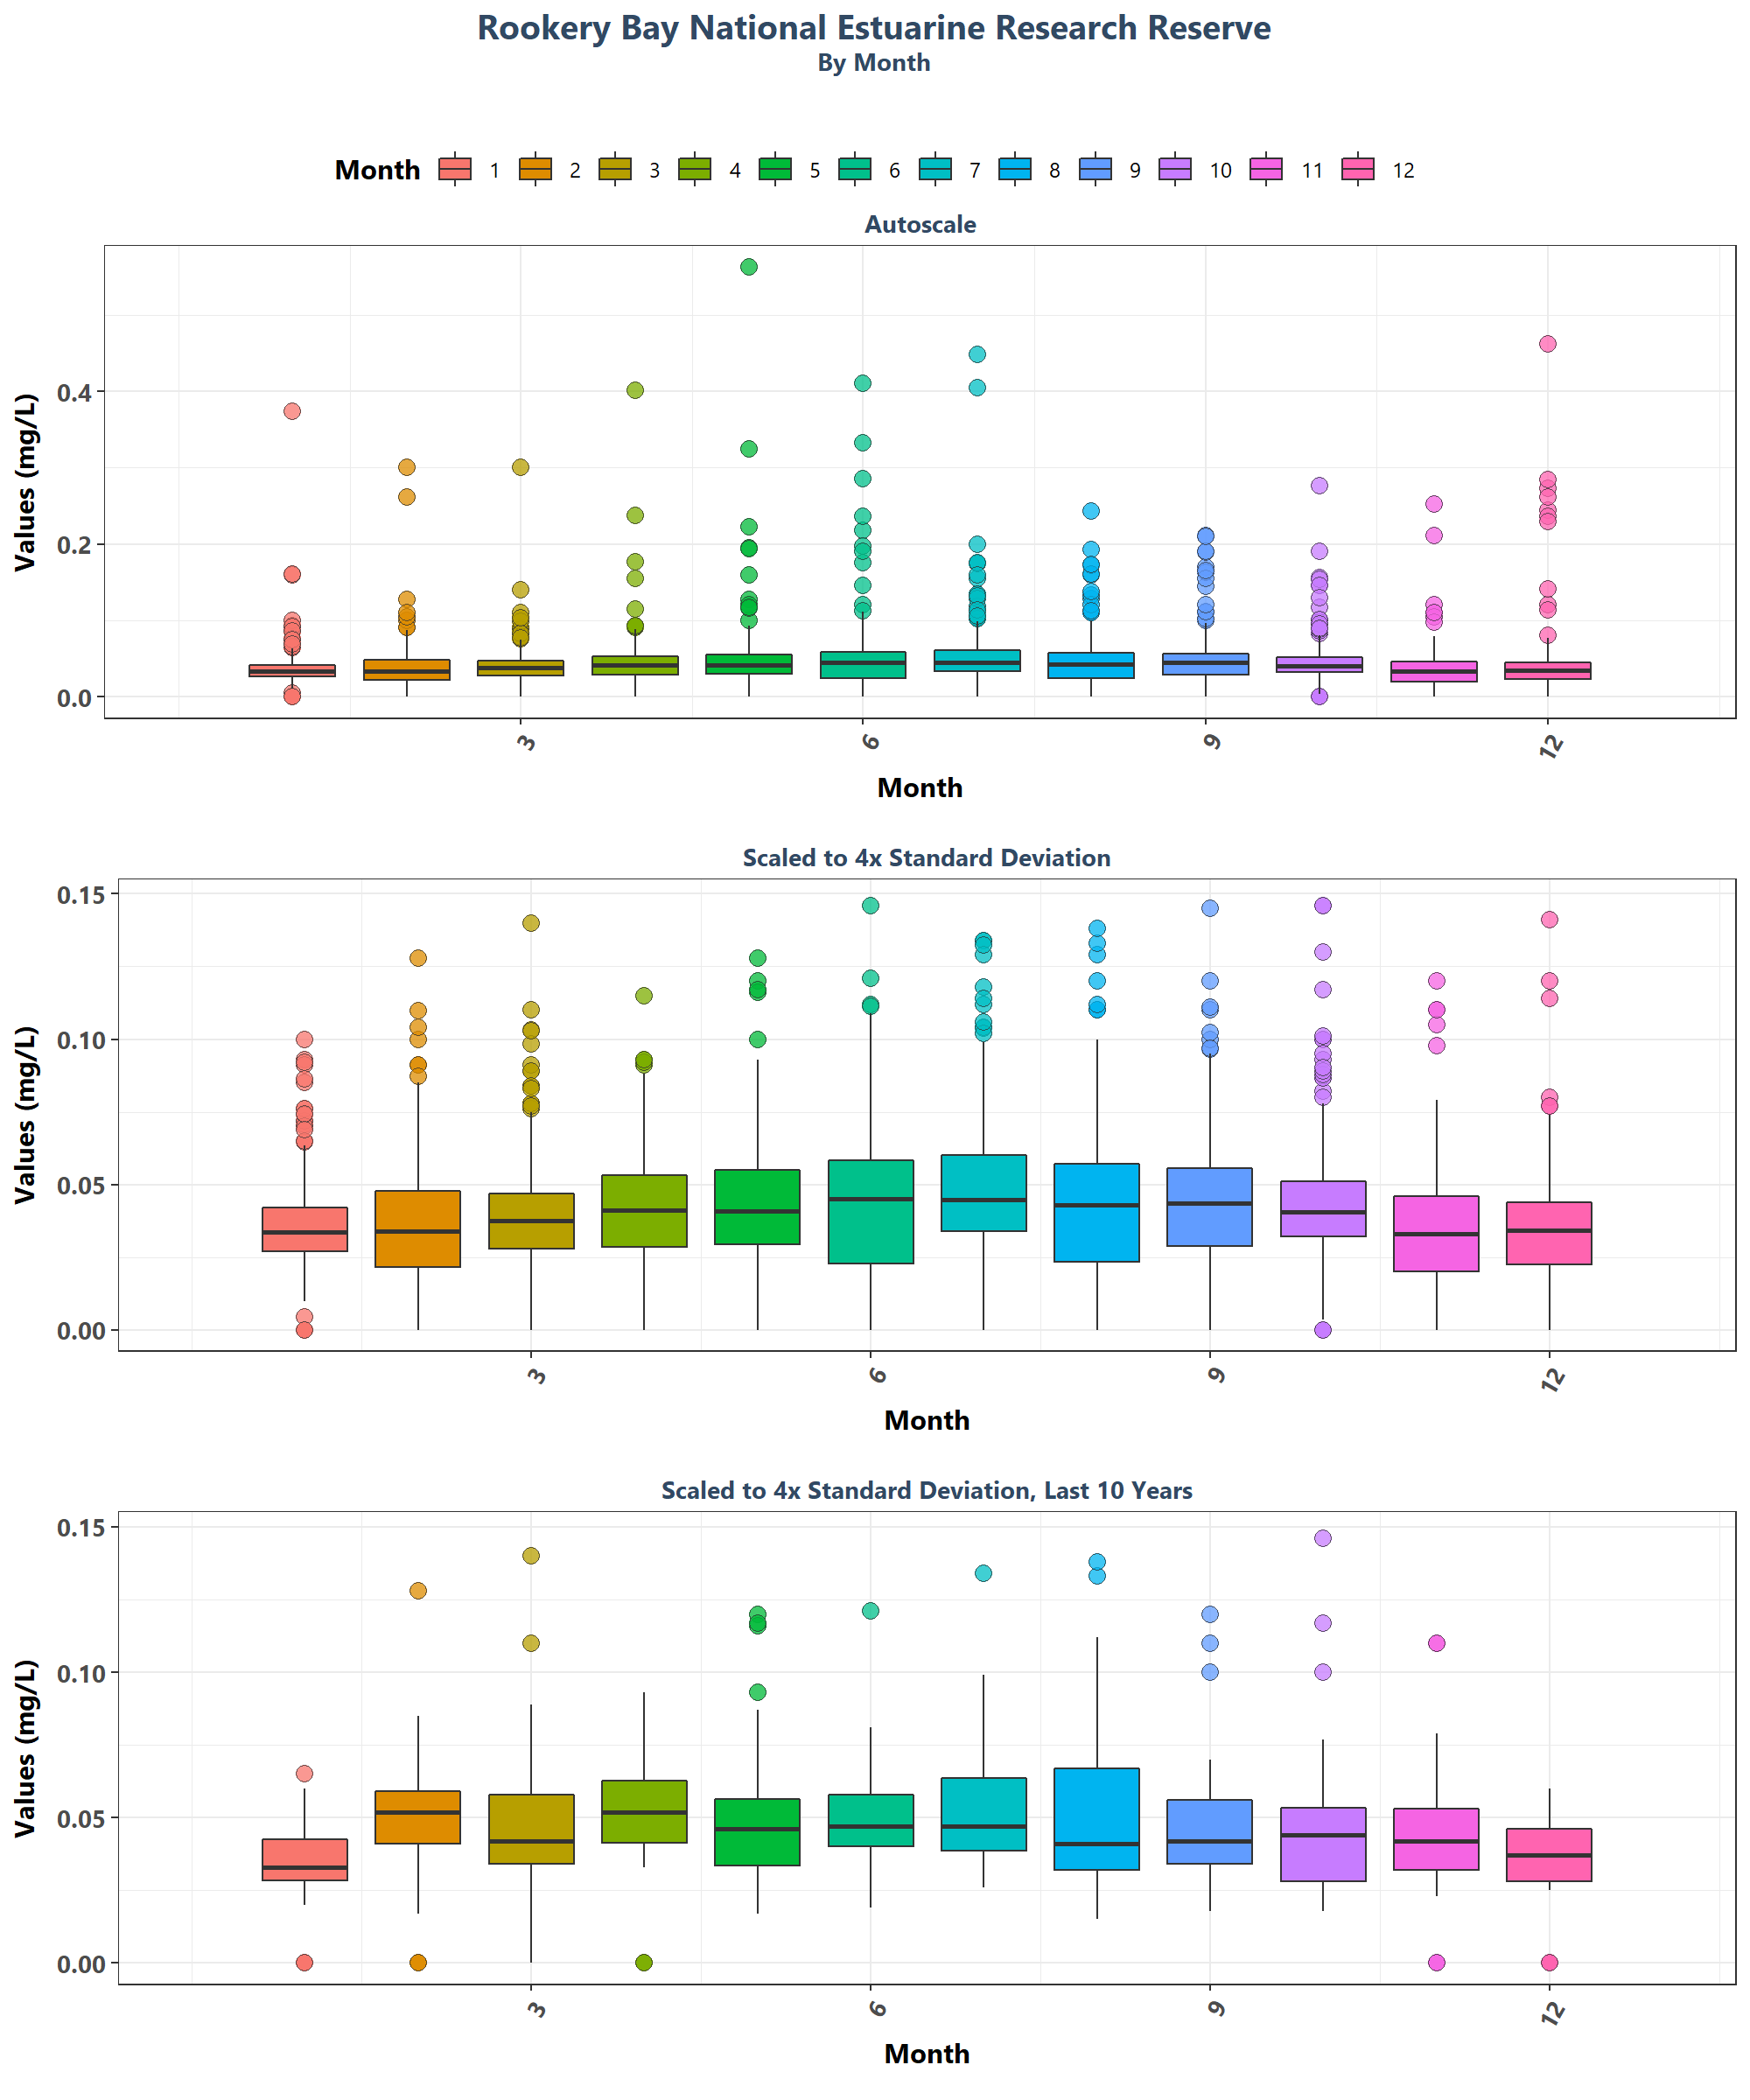 Rookery Bay National Estuarine Research Reserve
By Month
Month 1 2 3 4 5 6 7 8 9 10 11 12
Autoscale
Values (mg/L)
0.4
0.2
0.0
3 6 9 12
Month
Scaled to 4x Standard Deviation
Values (mg/L)
0.15
0.10
0.05
0.00
3 6 9 12
Month
Scaled to 4x Standard Deviation, Last 10 Years
Values (mg/L)
0.15
0.10
0.05
0.00
3 6 9 12
Month